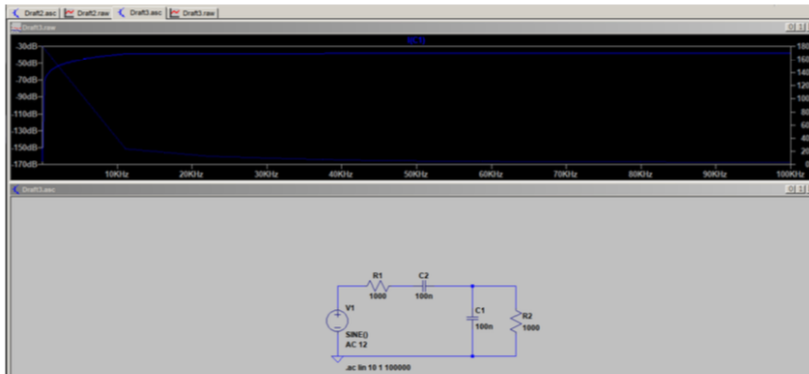 Draft2.asc Draft2.raw Draft3.asc Draft3.raw
Draft3.raw
-30dB 180
-50dB 160
140
-70dB 120
-90dB 100
-110dB 80
60
-130dB 40
-150dB 20
-170dB 0
10KHz 20KHz 30KHz 40KHz 50KHz 60KHz 70KHz 80KHz 90KHz 100KHz
Draft3.asc
R1 C2
1000 100n
V1 C1 R2
100n 1000
SINE()
AC 12
.ac lin 10 1 100000